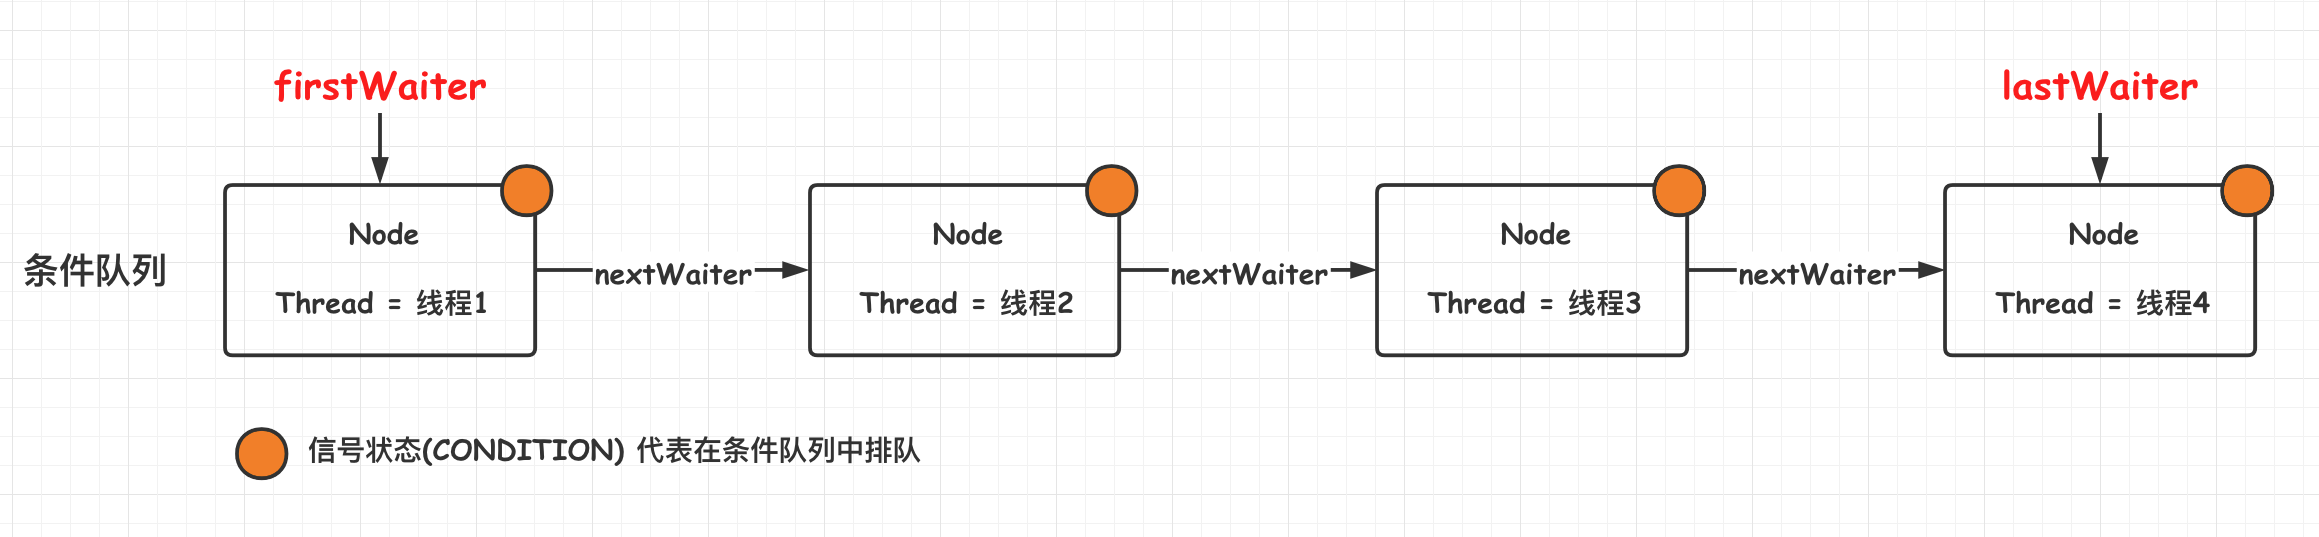 firstWaiter
lastWaiter
条件队列
Node
Thread = 线程1
nextWaiter
Node
Thread = 线程2
nextWaiter
Node
Thread = 线程3
nextWaiter
Node
Thread = 线程4
信号状态(CONDITION) 代表在条件队列中排队